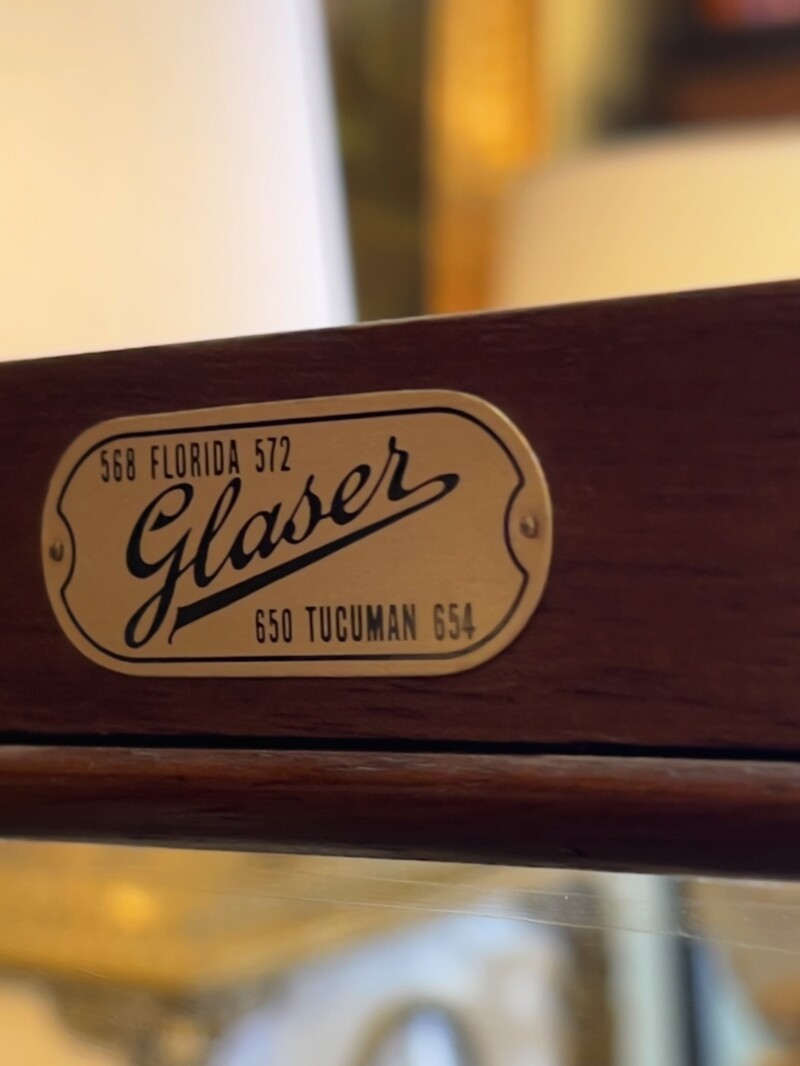 568 FLORIDA 572
Glaser
650 TUCUMAN 654